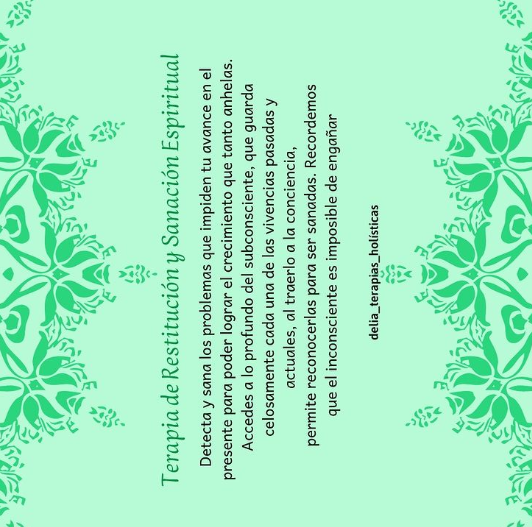 Terapia de Restitución y Sanación Espiritual
Detecta y sana los problemas que impiden tu avance en el
presente para poder lograr el crecimiento que tanto anhelas.
Accedes a lo profundo del subconsciente, que guarda
celosamente cada una de las vivencias pasadas y
actuales, al traerlo a la conciencia,
permite reconocerlas para ser sanadas. Recordemos
que el inconsciente es imposible de engañar
delia_terapias_holísticas